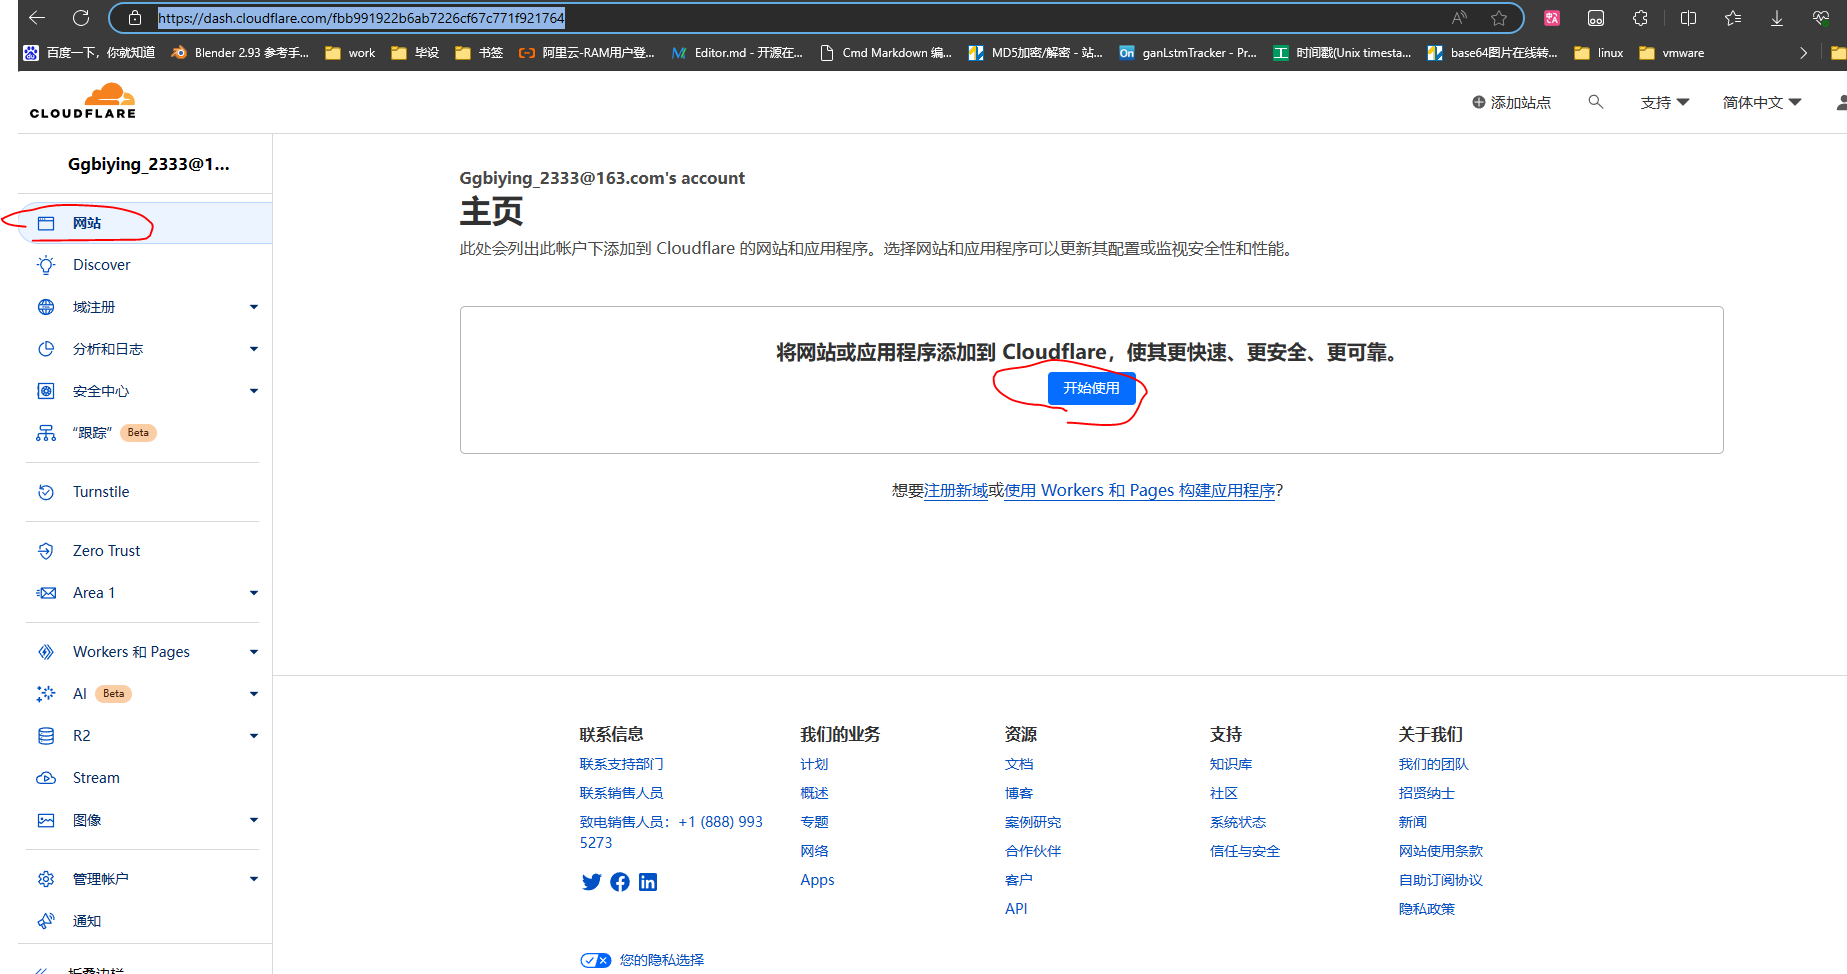 https://dash.cloudflare.com/fbb991922b6ab7226cf67c771f921764
百度一下，你就知道 Blender 2.93 参考手... work 毕设 书签 阿里云-RAM用户登... Editor.md - 开源在... Cmd Markdown 编... MD5加密/解密 - 站... ganLstmTracker - Pr... 时间戳(Unix timesta... base64图片在线转... linux vmware
CLOUDFLARE
添加站点 支持 简体中文
Ggbiying_2333@1...
网站
Discover
域注册
分析和日志
安全中心
“跟踪” Beta
Turnstile
Zero Trust
Area 1
Workers 和 Pages
AI Beta
R2
Stream
图像
管理帐户
通知
折叠边栏
Ggbiying_2333@163.com's account
主页
此处会列出此帐户下添加到 Cloudflare 的网站和应用程序。选择网站和应用程序可以更新其配置或监视安全性和性能。
将网站或应用程序添加到 Cloudflare，使其更快速、更安全、更可靠。
开始使用
想要注册新域或使用 Workers 和 Pages 构建应用程序?
联系信息
联系支持部门
联系销售人员
致电销售人员：+1 (888) 993
5273
我们的业务
计划
概述
专题
网络
Apps
资源
文档
博客
案例研究
合作伙伴
客户
API
支持
知识库
社区
系统状态
信任与安全
关于我们
我们的团队
招贤纳士
新闻
网站使用条款
自助订阅协议
隐私政策
您的隐私选择